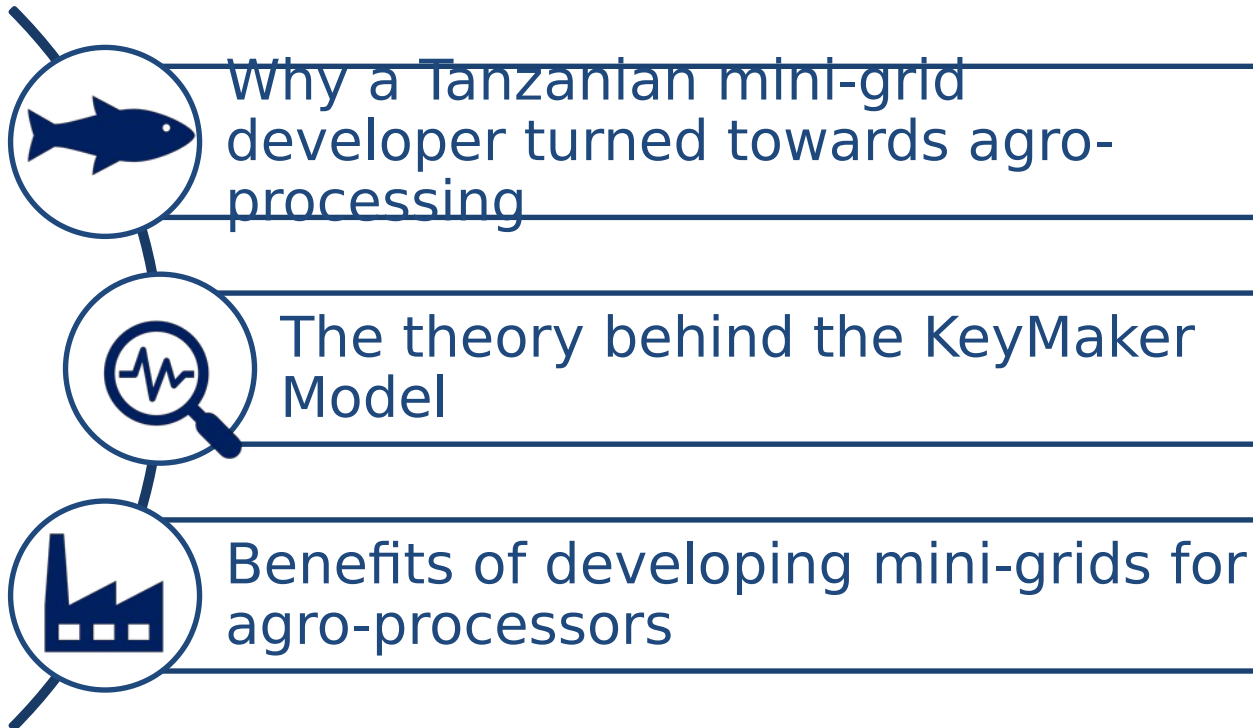 Why a Tanzanian mini-grid
developer turned towards agro-
processing
The theory behind the KeyMaker
Model
Benefits of developing mini-grids for
agro-processors